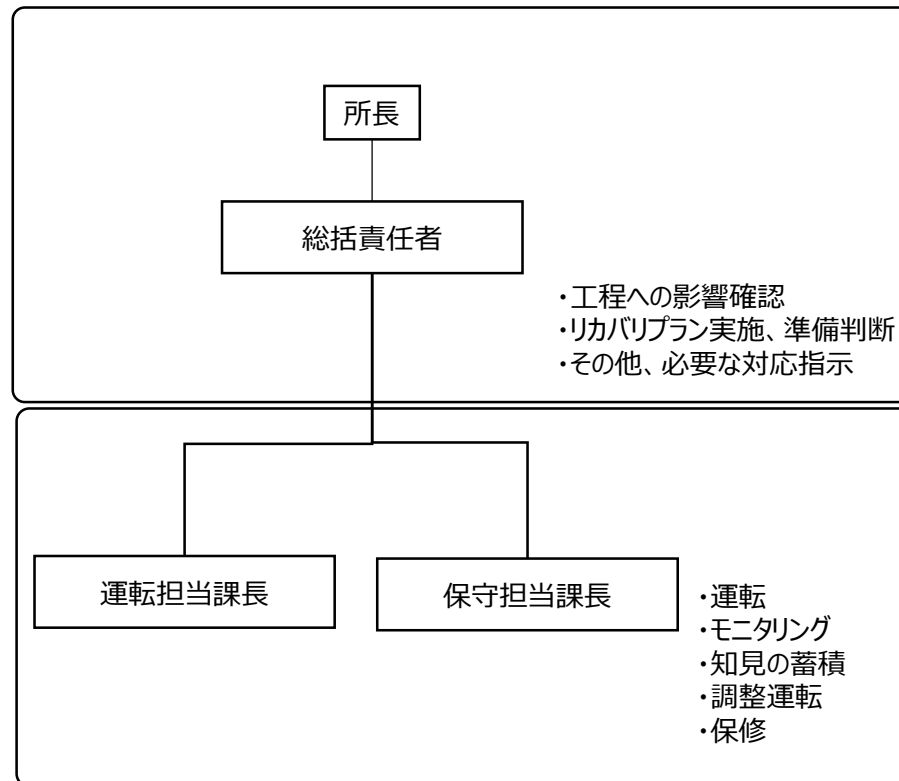 所長
総括責任者
・工程への影響確認
・リカバリプラン実施、準備判断
・その他、必要な対応指示
運転担当課長
保守担当課長
・運転
・モニタリング
・知見の蓄積
・調整運転
・保修